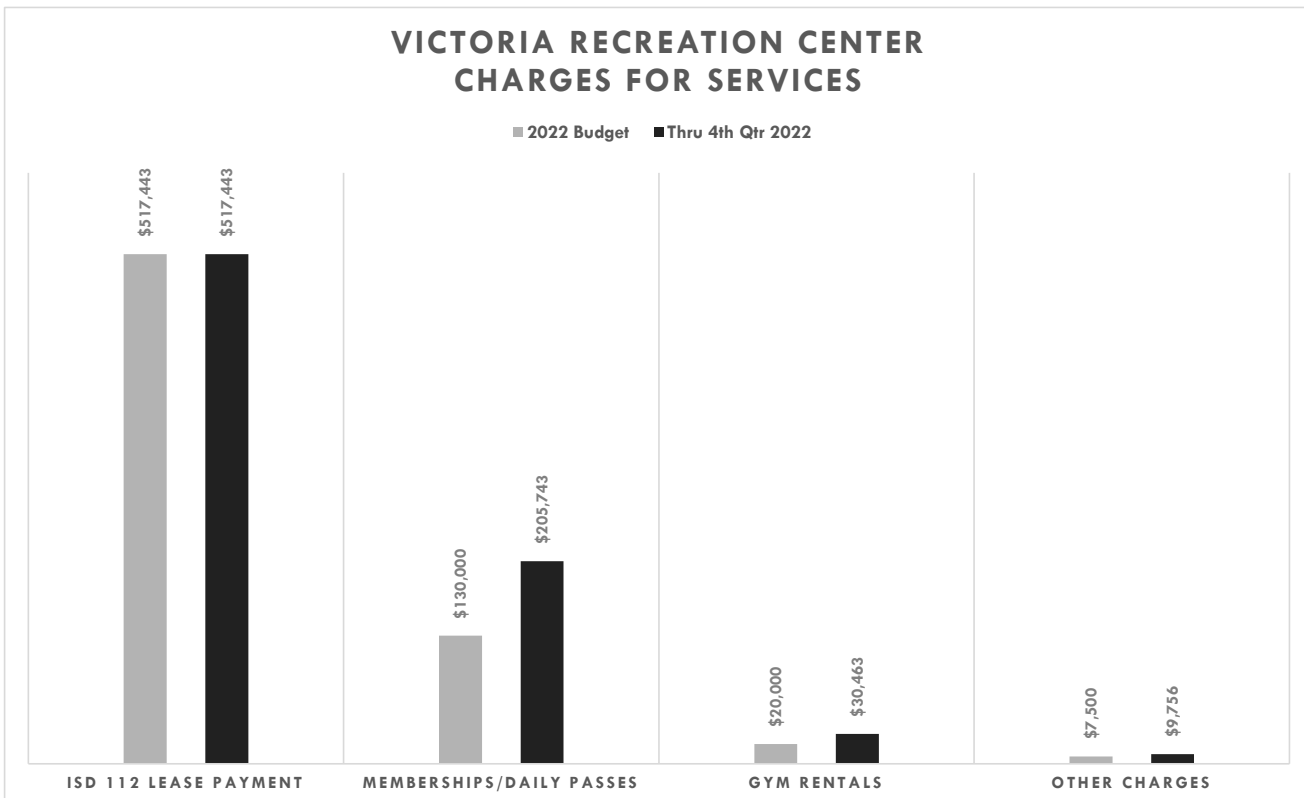 VICTORIA RECREATION CENTER
CHARGES FOR SERVICES
2022 Budget Thru 4th Qtr 2022
$517,443
$517,443
$130,000
$205,743
$20,000
$30,463
$7,500
$9,756
ISD 112 LEASE PAYMENT MEMBERSHIPS/DAILY PASSES GYM RENTALS OTHER CHARGES